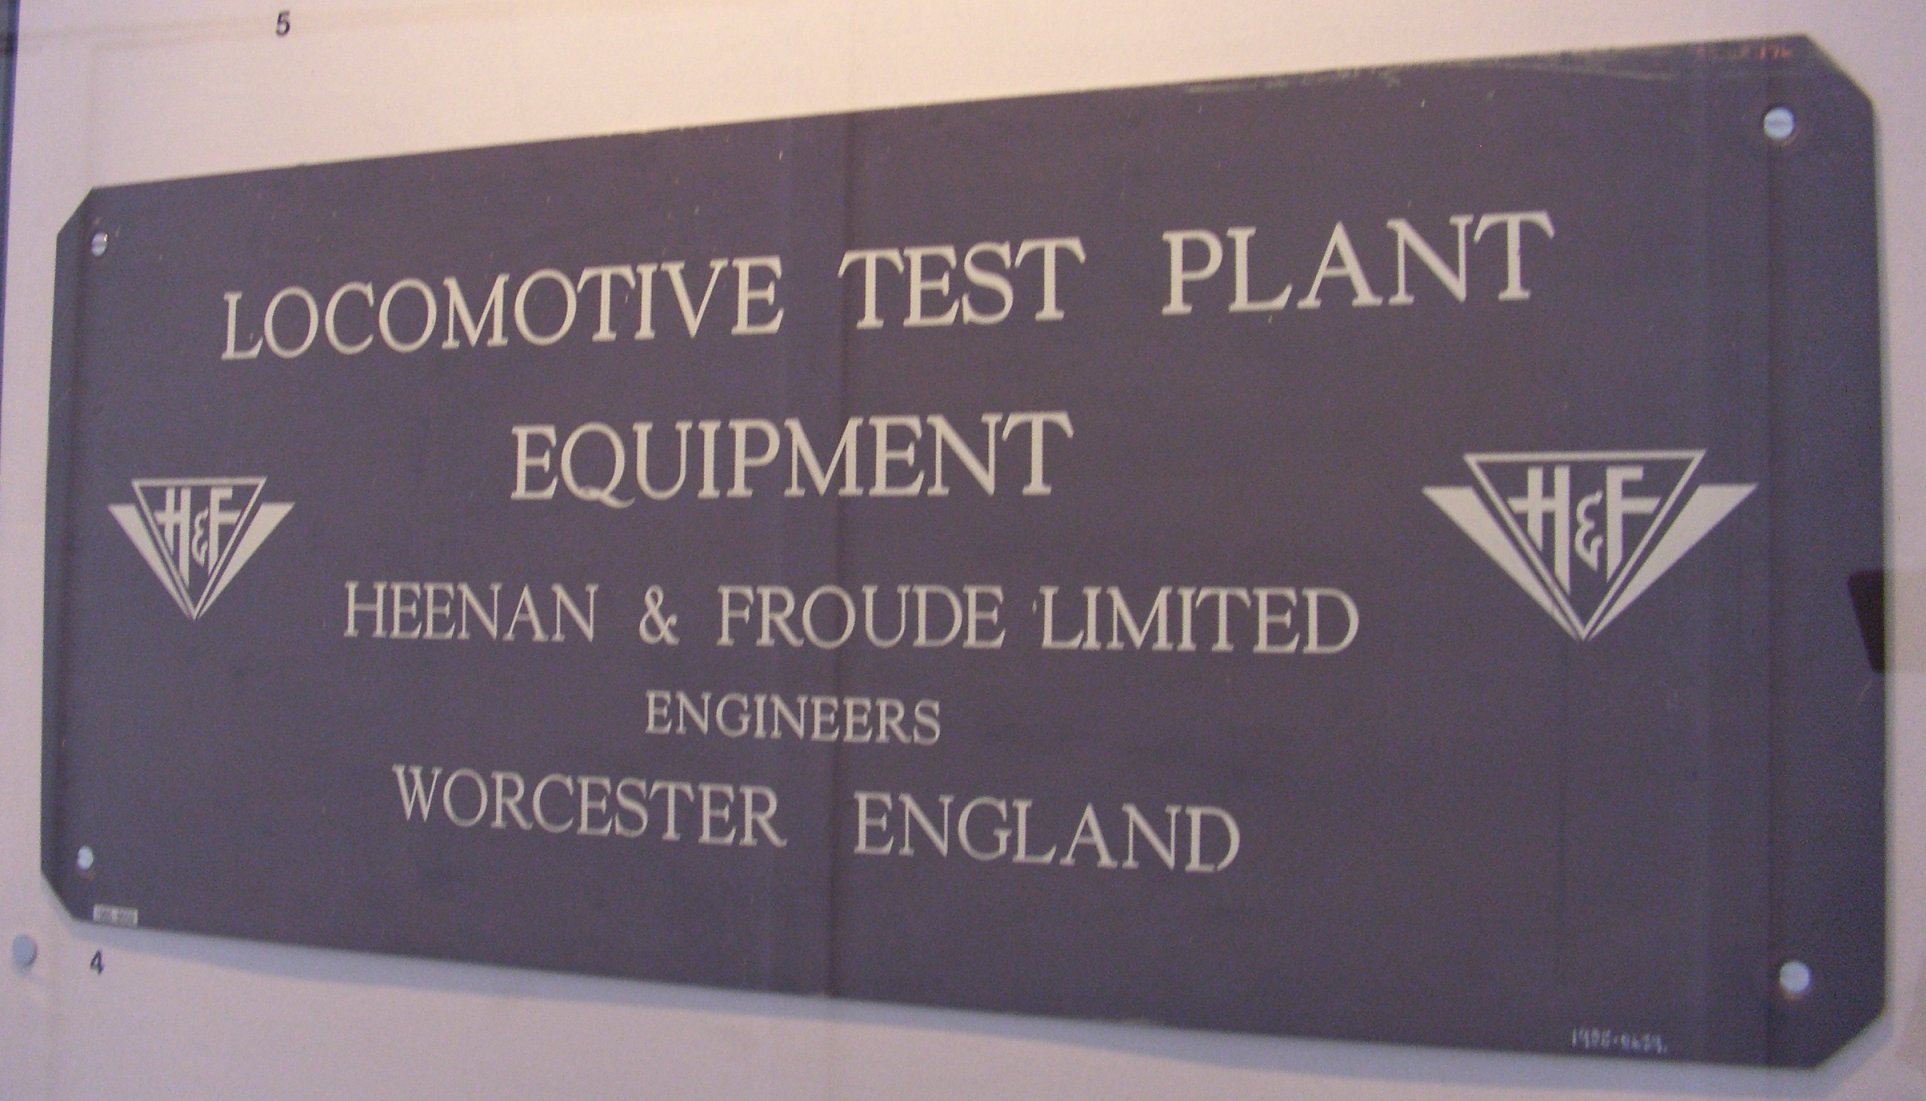 5
LOCOMOTIVE TEST PLANT
EQUIPMENT
H&F
H&F
HEENAN & FROUDE LIMITED
ENGINEERS
WORCESTER ENGLAND
4